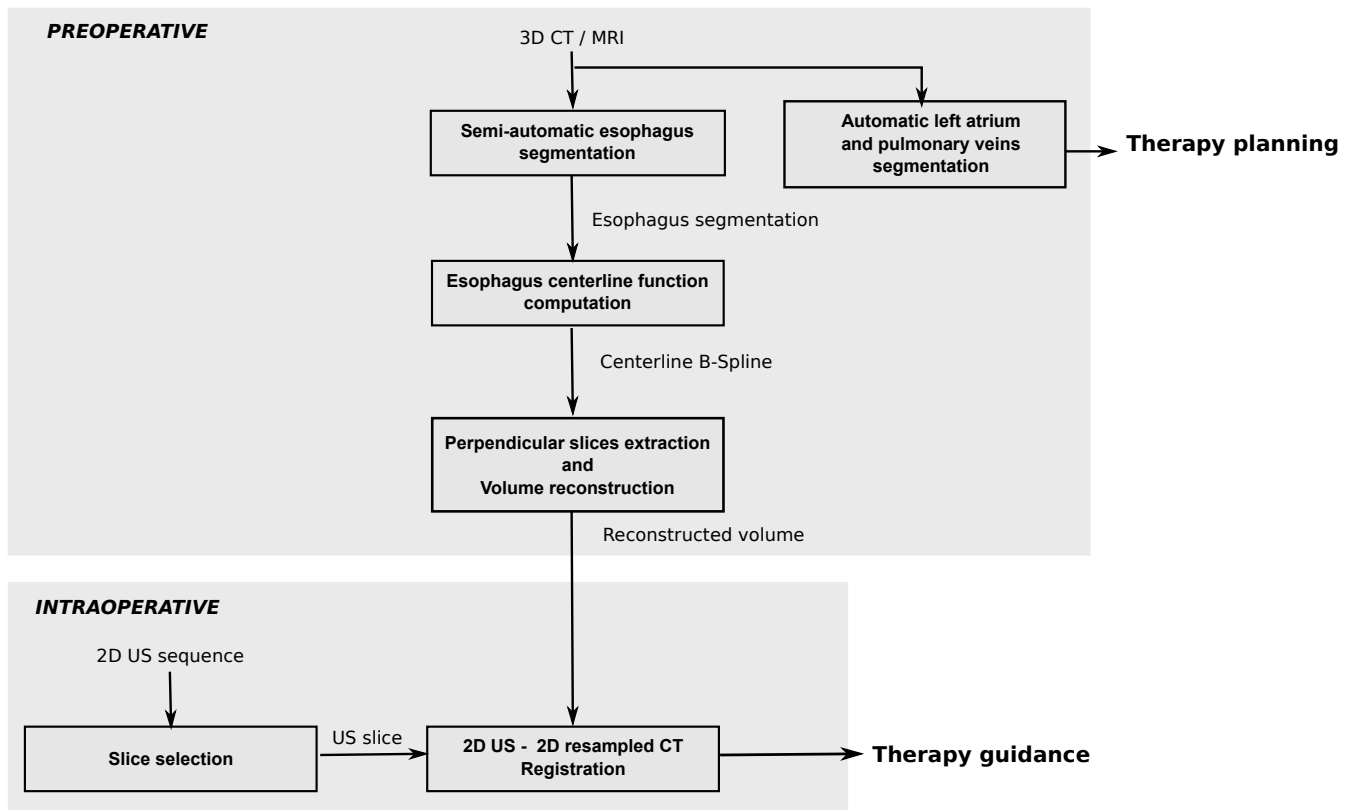 PREOPERATIVE
3D CT / MRI
Semi-automatic esophagus
segmentation
Automatic left atrium
and pulmonary veins
segmentation
Therapy planning
Esophagus segmentation
Esophagus centerline function
computation
Centerline B-Spline
Perpendicular slices extraction
and
Volume reconstruction
Reconstructed volume
INTRAOPERATIVE
2D US sequence
Slice selection
US slice
2D US - 2D resampled CT
Registration
Therapy guidance